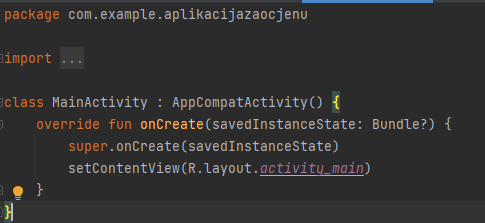 package com.example.aplikacijazaocjenu
import ...
class MainActivity : AppCompatActivity() {
override fun onCreate(savedInstanceState: Bundle?) {
super.onCreate(savedInstanceState)
setContentView(R.layout.activity_main)
}
}